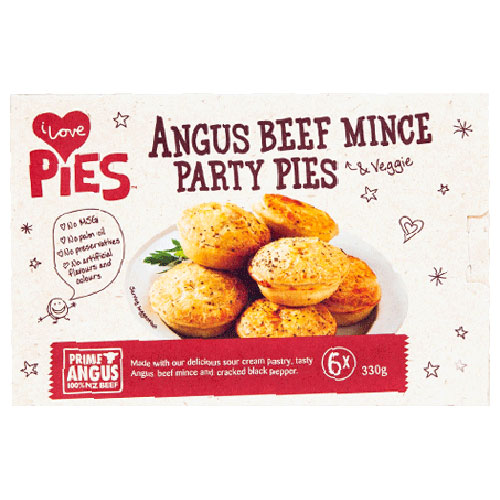 i love
PIES
ANGUS BEEF MINCE
PARTY PIES & Veggie
No MSG
No palm oil
No preservatives
No artificial
flavours and
colours.
Serving suggestion
PRIME
ANGUS
100% NZ BEEF
Made with our delicious sour cream pastry, tasty
Angus beef mince and cracked black pepper.
6x
330g